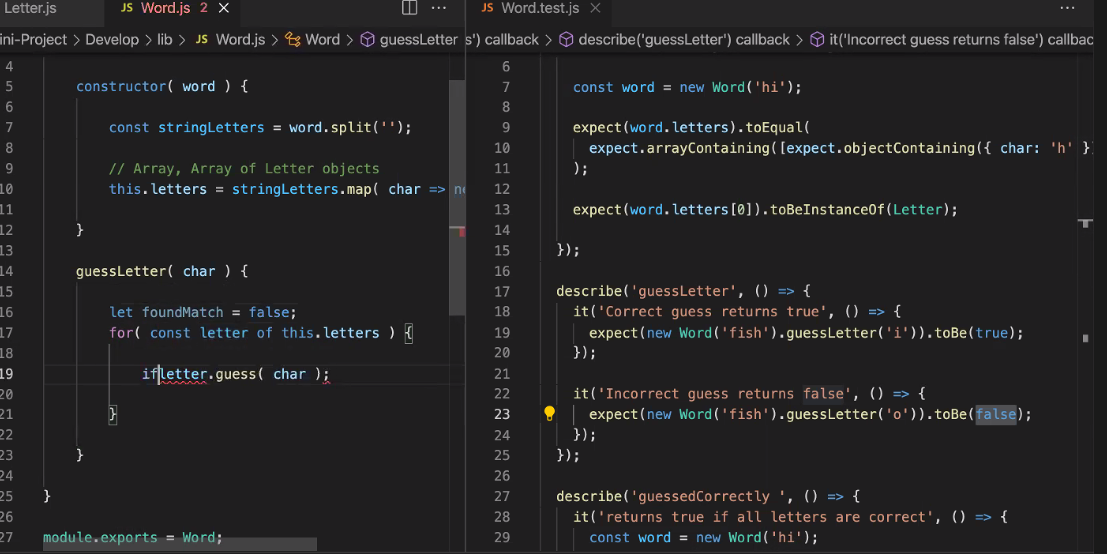 Letter.js
JS Word.js 2 ×
ini-Project > Develop > lib > JS Word.js > Word > guessLetter
4
5 constructor( word ) {
6
7 const stringLetters = word.split('');
8
9 // Array, Array of Letter objects
10 this.letters = stringLetters.map( char => ne
11
12 }
13
14 guessLetter( char ) {
15
16 let foundMatch = false;
17 for( const letter of this.letters ) {
18
19 ifletter.guess( char );
20
21 }
22
23 }
24
25 }
26
27 module.exports = Word;
JS Word.test.js ×
s') callback > describe('guessLetter') callback > it('Incorrect guess returns false') callbac
6
7 const word = new Word('hi');
8
9 expect(word.letters).toEqual(
10 expect.arrayContaining([expect.objectContaining({ char: 'h' })
11 );
12
13 expect(word.letters[0]).toBeInstanceOf(Letter);
14
15 });
16
17 describe('guessLetter', () => {
18 it('Correct guess returns true', () => {
19 expect(new Word('fish').guessLetter('i')).toBe(true);
20 });
21
22 it('Incorrect guess returns false', () => {
23 expect(new Word('fish').guessLetter('o')).toBe(false);
24 });
25 });
26
27 describe('guessedCorrectly ', () => {
28 it('returns true if all letters are correct', () => {
29 const word = new Word('hi');